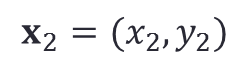 𝐱₂ = (𝑥₂, 𝑦₂)